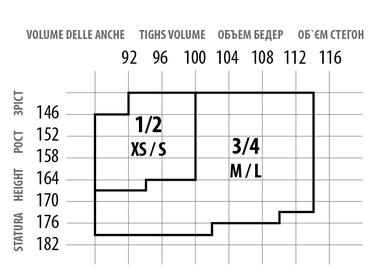 VOLUME DELLE ANCHE TIGHS VOLUME ОБЪЕМ БЕДЕР ОБ`ЄМ СТЕГОН
92 96 100 104 108 112 116
STATURA HEIGHT РОСТ ЗРІСТ
146
152
158
164
170
176
182
1/2
XS / S
3/4
M / L